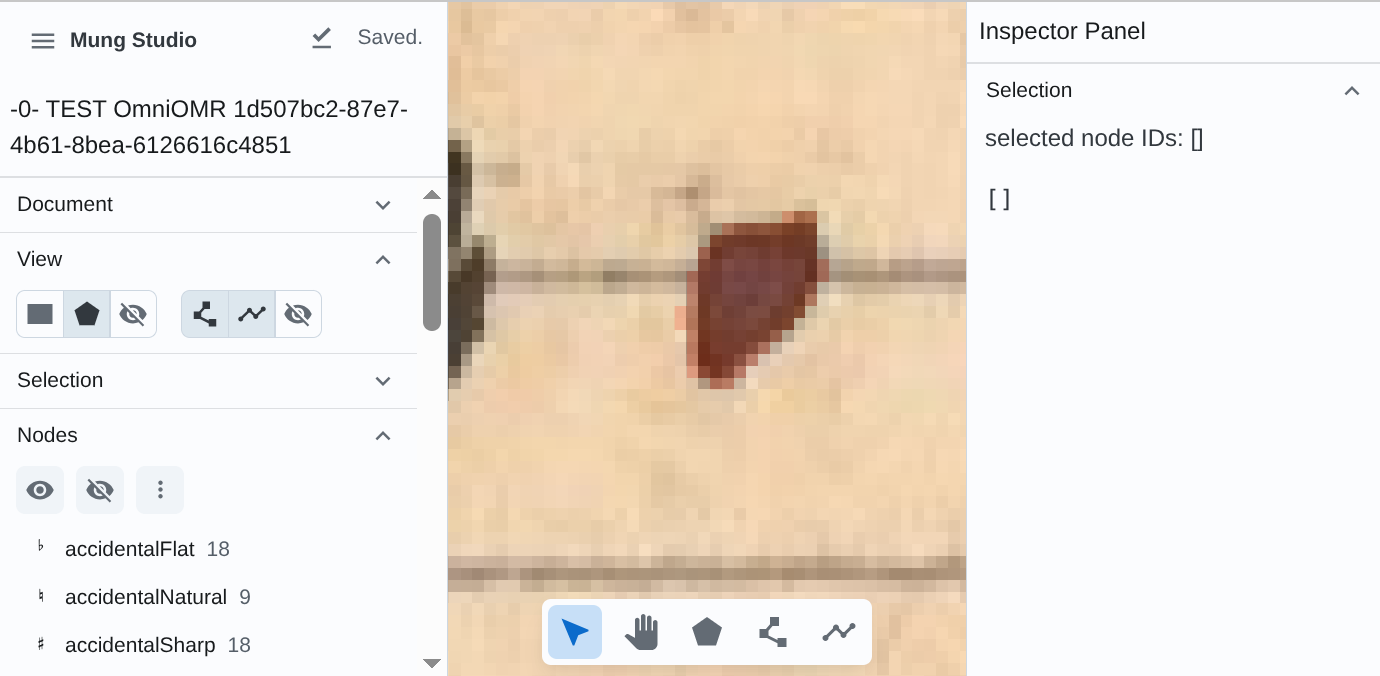 Mung Studio
Saved.
-0- TEST OmniOMR 1d507bc2-87e7-
4b61-8bea-6126616c4851
Document
View
Selection
Nodes
♭ accidentalFlat 18
♮ accidentalNatural 9
♯ accidentalSharp 18
Inspector Panel
Selection
selected node IDs: []
[]